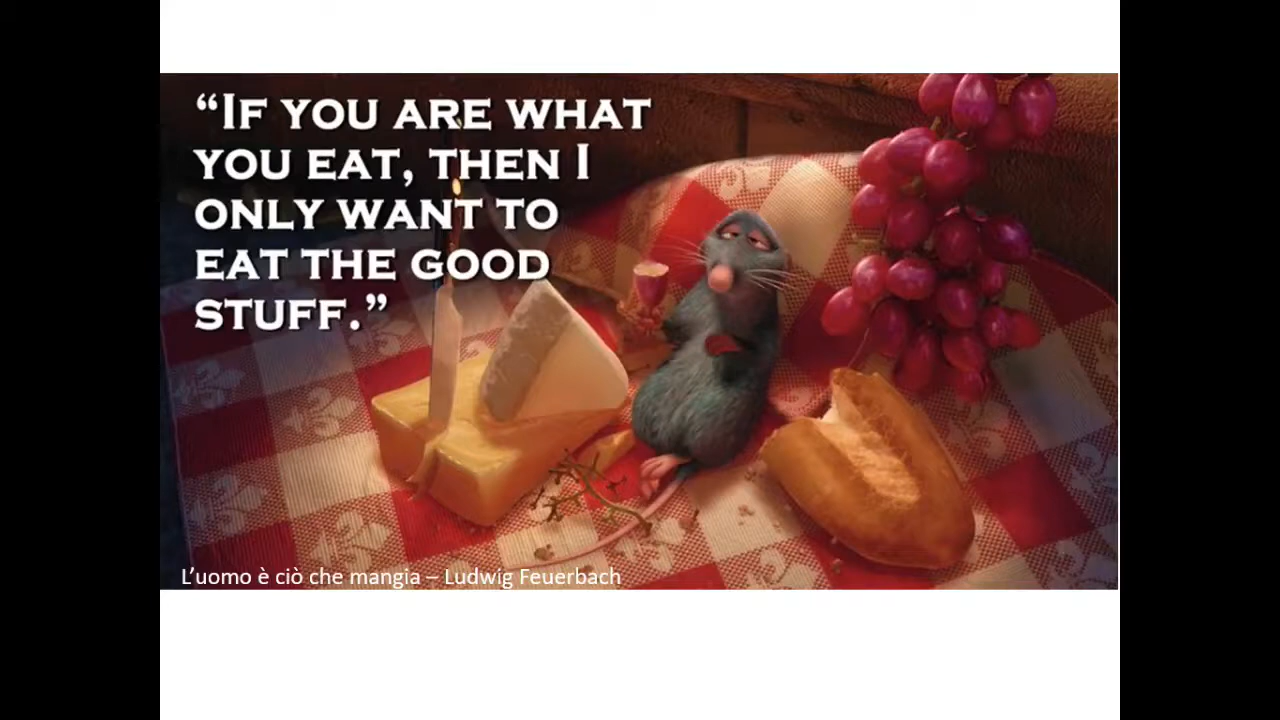 “IF YOU ARE WHAT
YOU EAT, THEN I
ONLY WANT TO
EAT THE GOOD
STUFF.”
L’uomo è ciò che mangia – Ludwig Feuerbach